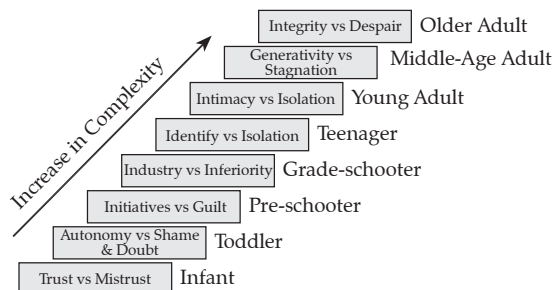 Integrity vs Despair
Older Adult
Generativity vs
Stagnation
Middle-Age Adult
Intimacy vs Isolation
Young Adult
Identify vs Isolation
Teenager
Industry vs Inferiority
Grade-schooter
Initiatives vs Guilt
Pre-schooter
Autonomy vs Shame
& Doubt
Toddler
Trust vs Mistrust
Infant
Increase in Complexity